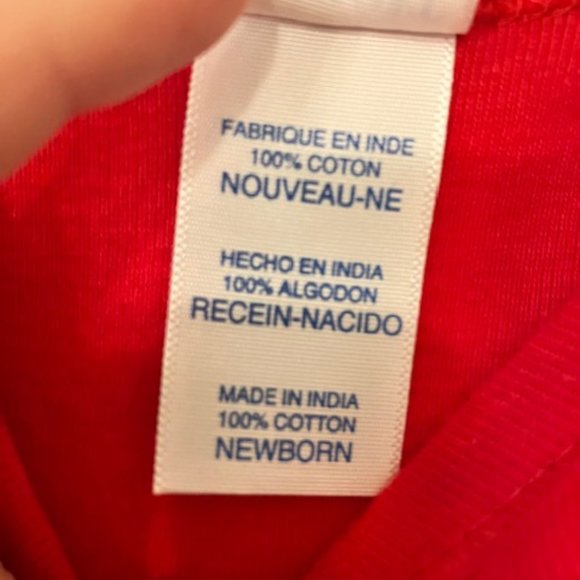 FABRIQUE EN INDE
100% COTON
NOUVEAU-NE
HECHO EN INDIA
100% ALGODON
RECEIN-NACIDO
MADE IN INDIA
100% COTTON
NEWBORN